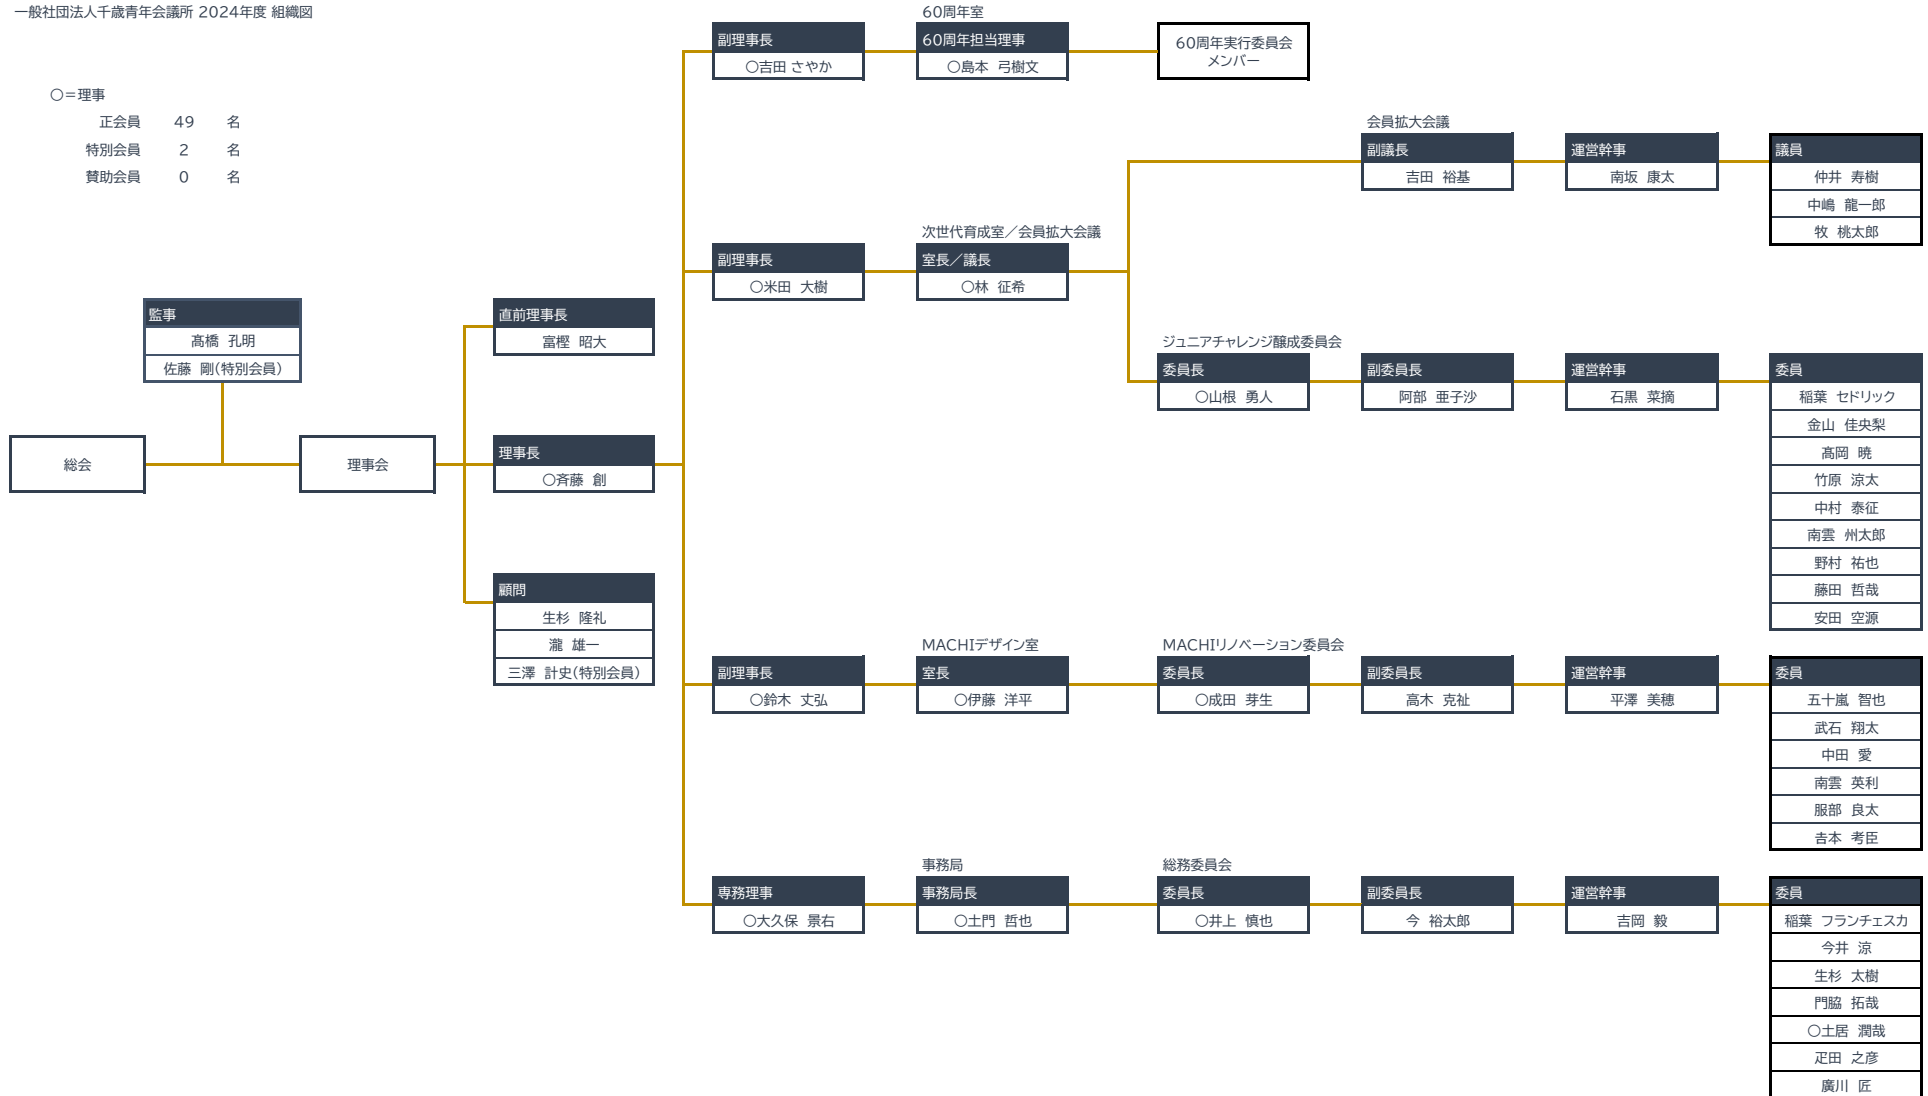 一般社団法人千歳青年会議所 2024年度 組織図
〇＝理事
正会員 49 名
特別会員 2 名
賛助会員 0 名
総会
監事
髙橋 孔明
佐藤 剛(特別会員)
理事会
直前理事長
富樫 昭大
理事長
〇斉藤 創
顧問
生杉 隆礼
瀧 雄一
三澤 計史(特別会員)
副理事長
〇吉田 さやか
60周年室
60周年担当理事
〇島本 弓樹文
60周年実行委員会
メンバー
副理事長
〇米田 大樹
次世代育成室／会員拡大会議
室長／議長
〇林 征希
会員拡大会議
副議長
吉田 裕基
運営幹事
南坂 康太
議員
仲井 寿樹
中嶋 龍一郎
牧 桃太郎
ジュニアチャレンジ醸成委員会
委員長
〇山根 勇人
副委員長
阿部 亜子沙
運営幹事
石黒 菜摘
委員
稲葉 セドリック
金山 佳央梨
髙岡 暁
竹原 涼太
中村 泰征
南雲 州太郎
野村 祐也
藤田 哲哉
安田 空源
副理事長
〇鈴木 丈弘
MACHIデザイン室
室長
〇伊藤 洋平
MACHIリノベーション委員会
委員長
〇成田 芽生
副委員長
高木 克祉
運営幹事
平澤 美穂
委員
五十嵐 智也
武石 翔太
中田 愛
南雲 英利
服部 良太
𠮷本 考臣
専務理事
〇大久保 景右
事務局
事務局長
〇土門 哲也
総務委員会
委員長
〇井上 慎也
副委員長
今 裕太郎
運営幹事
吉岡 毅
委員
稲葉 フランチェスカ
今井 涼
生杉 太樹
門脇 拓哉
〇土居 潤哉
疋田 之彦
廣川 匠